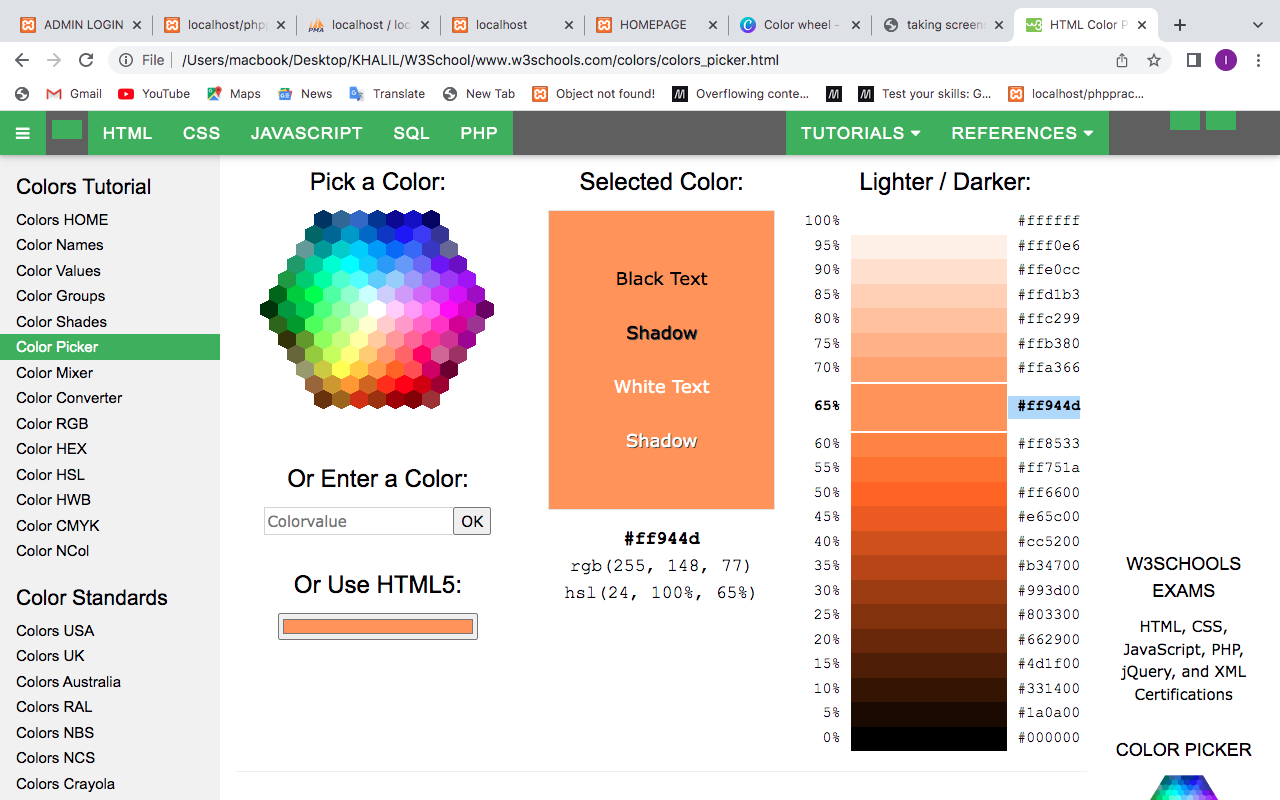 ADMIN LOGIN
localhost/php
localhost / loc
localhost
HOMEPAGE
Color wheel -
taking screen
HTML Color P
File
/Users/macbook/Desktop/KHALIL/W3School/www.w3schools.com/colors/colors_picker.html
I
Gmail
YouTube
Maps
News
Translate
New Tab
Object not found!
Overflowing conte...
Test your skills: G...
localhost/phpprac...
HTML
CSS
JAVASCRIPT
SQL
PHP
TUTORIALS
REFERENCES
Colors Tutorial
Colors HOME
Color Names
Color Values
Color Groups
Color Shades
Color Picker
Color Mixer
Color Converter
Color RGB
Color HEX
Color HSL
Color HWB
Color CMYK
Color NCol
Color Standards
Colors USA
Colors UK
Colors Australia
Colors RAL
Colors NBS
Colors NCS
Colors Crayola
Pick a Color:
Or Enter a Color:
Colorvalue
OK
Or Use HTML5:
Selected Color:
Black Text
Shadow
White Text
Shadow
#ff944d
rgb(255, 148, 77)
hsl(24, 100%, 65%)
Lighter / Darker:
100% #ffffff
95% #fff0e6
90% #ffe0cc
85% #ffd1b3
80% #ffc299
75% #ffb380
70% #ffa366
65% #ff944d
60% #ff8533
55% #ff751a
50% #ff6600
45% #e65c00
40% #cc5200
35% #b34700
30% #993d00
25% #803300
20% #662900
15% #4d1f00
10% #331400
5% #1a0a00
0% #000000
W3SCHOOLS
EXAMS
HTML, CSS,
JavaScript, PHP,
jQuery, and XML
Certifications
COLOR PICKER